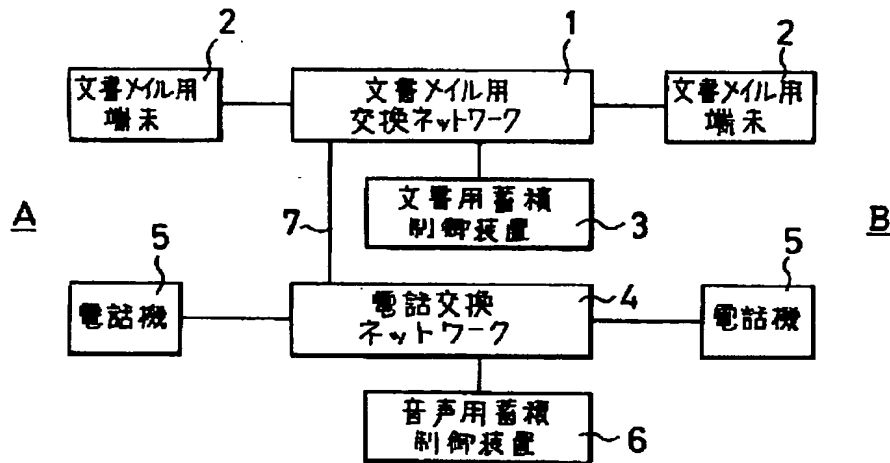 2
1
2
文書メイル用
端末
文書メイル用
交換ネットワーク
文書メイル用
端末
A
7
文書用蓄積
制御装置
3
B
5
電話機
電話交換
ネットワーク
4
5
電話機
音声用蓄積
制御装置
6